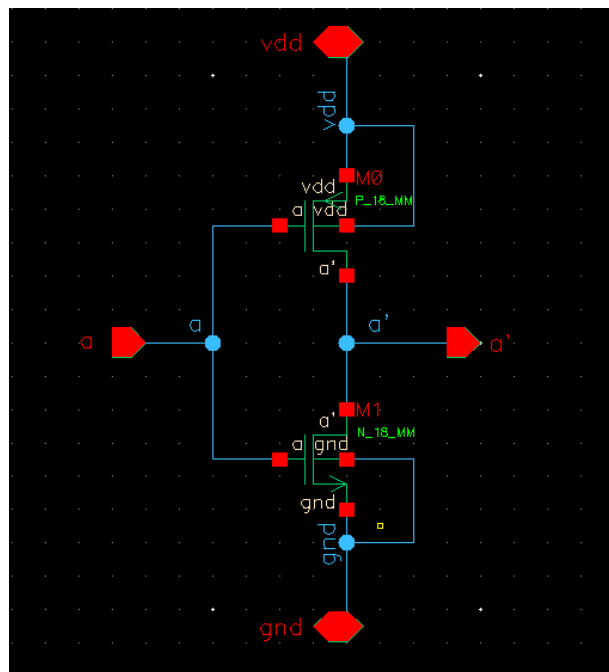 vdd
vdd
M0
vdd
P_18_MM
a vdd
a'
a
a'
a
a'
a'
M1
N_18_MM
a gnd
gnd
gnd
gnd